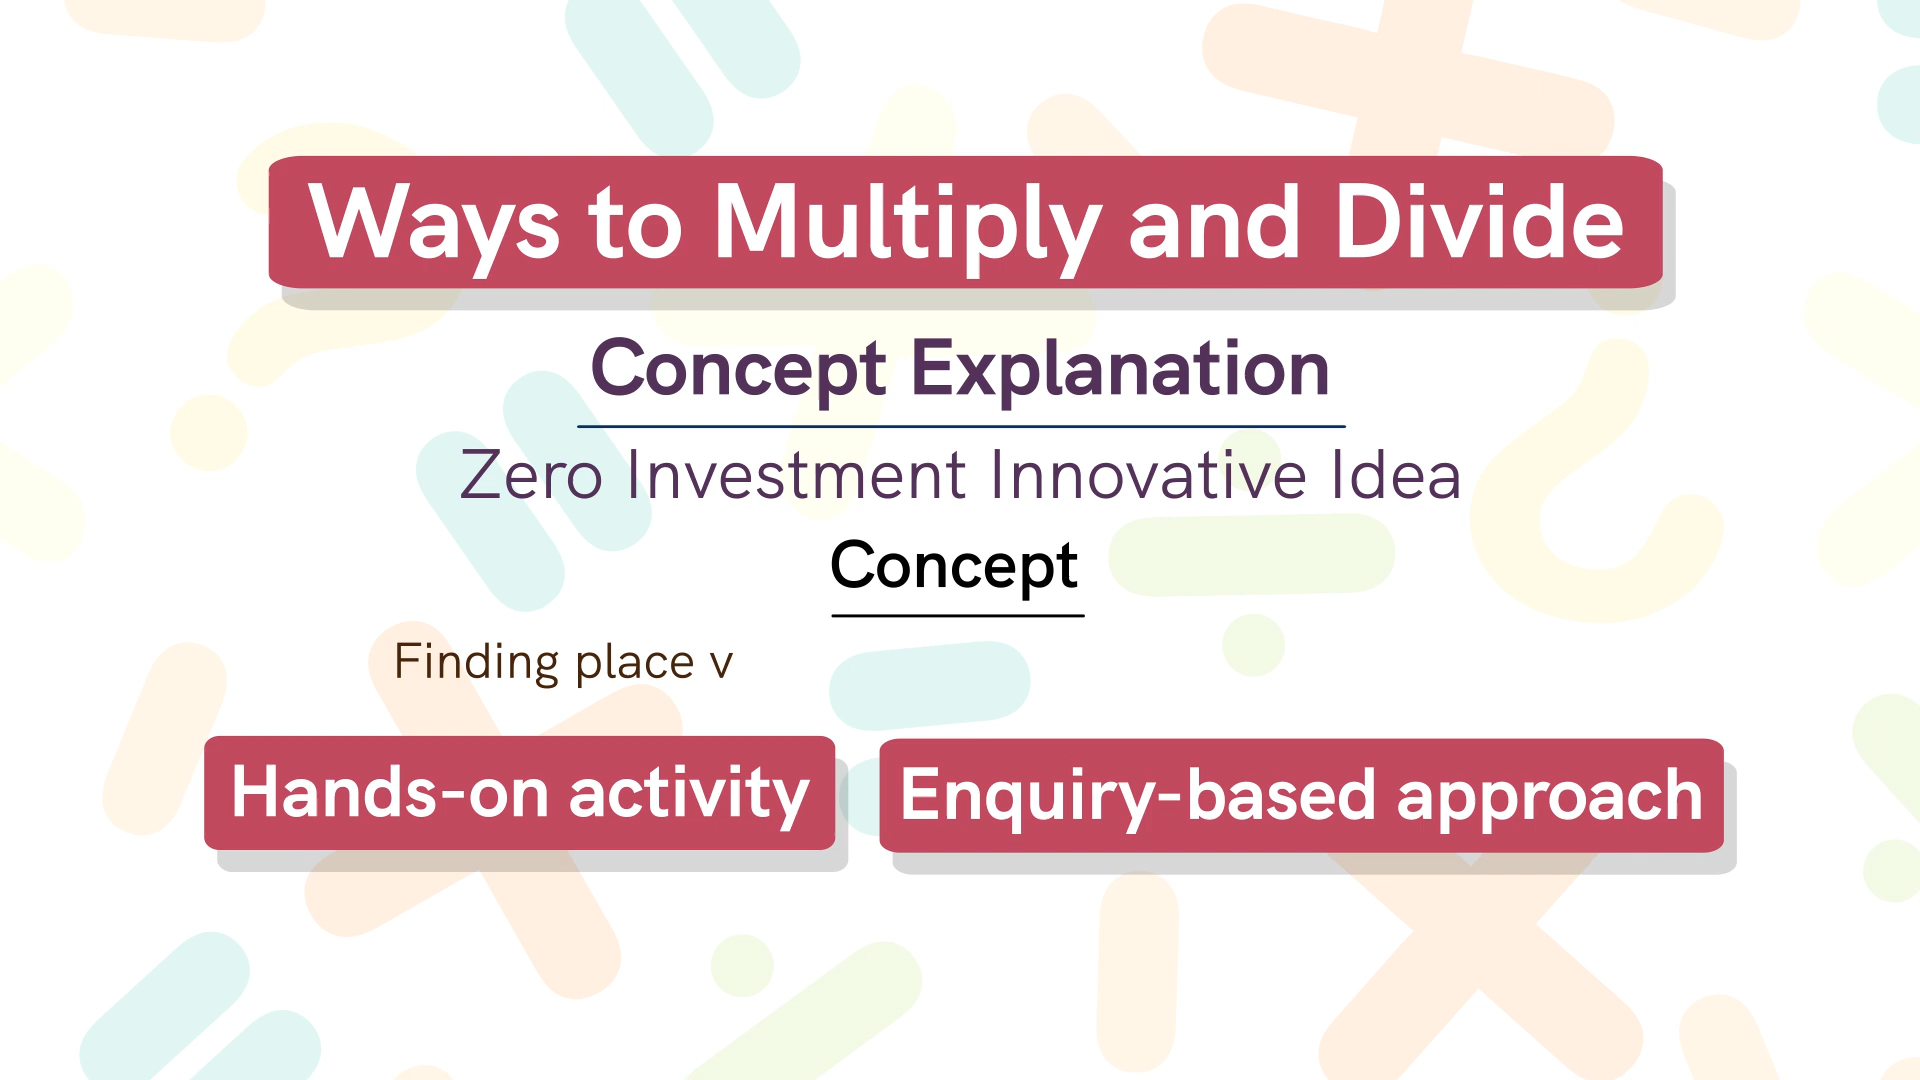 Ways to Multiply and Divide
Concept Explanation
Zero Investment Innovative Idea
Concept
Finding place v
Hands-on activity
Enquiry-based approach